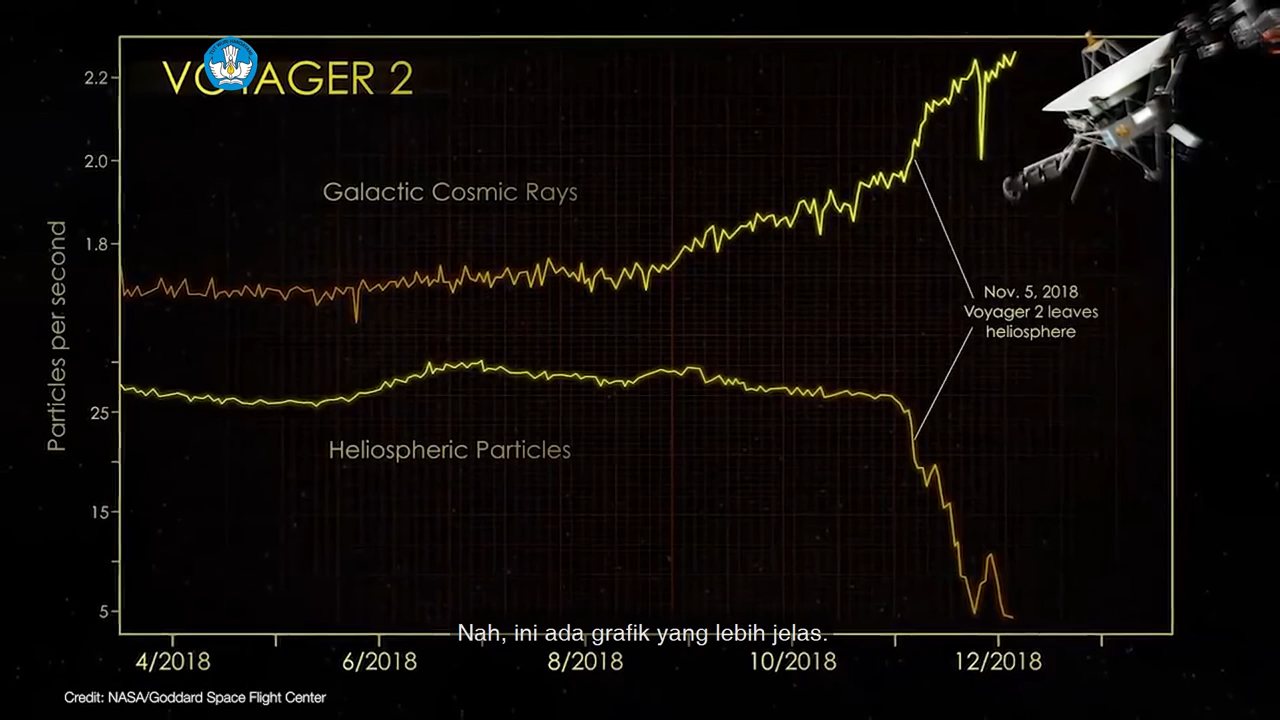 VOYAGER 2
2.2
2.0
1.8
25
15
5
Particles per second
Galactic Cosmic Rays
Nov. 5, 2018
Voyager 2 leaves
heliosphere
Heliospheric Particles
Nah, ini ada grafik yang lebih jelas.
4/2018 6/2018 8/2018 10/2018 12/2018
Credit: NASA/Goddard Space Flight Center